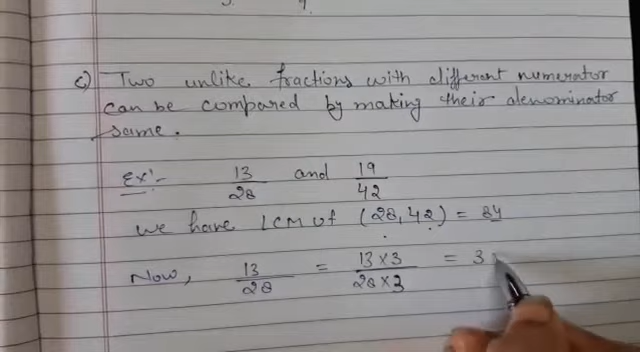 c) Two unlike fractions with different numerator
can be compared by making their denominator
same.
Ex:- 13/28 and 19/42
We have LCM of (28, 42) = 84
Now, 13/28 = 13×3/28×3 = 3